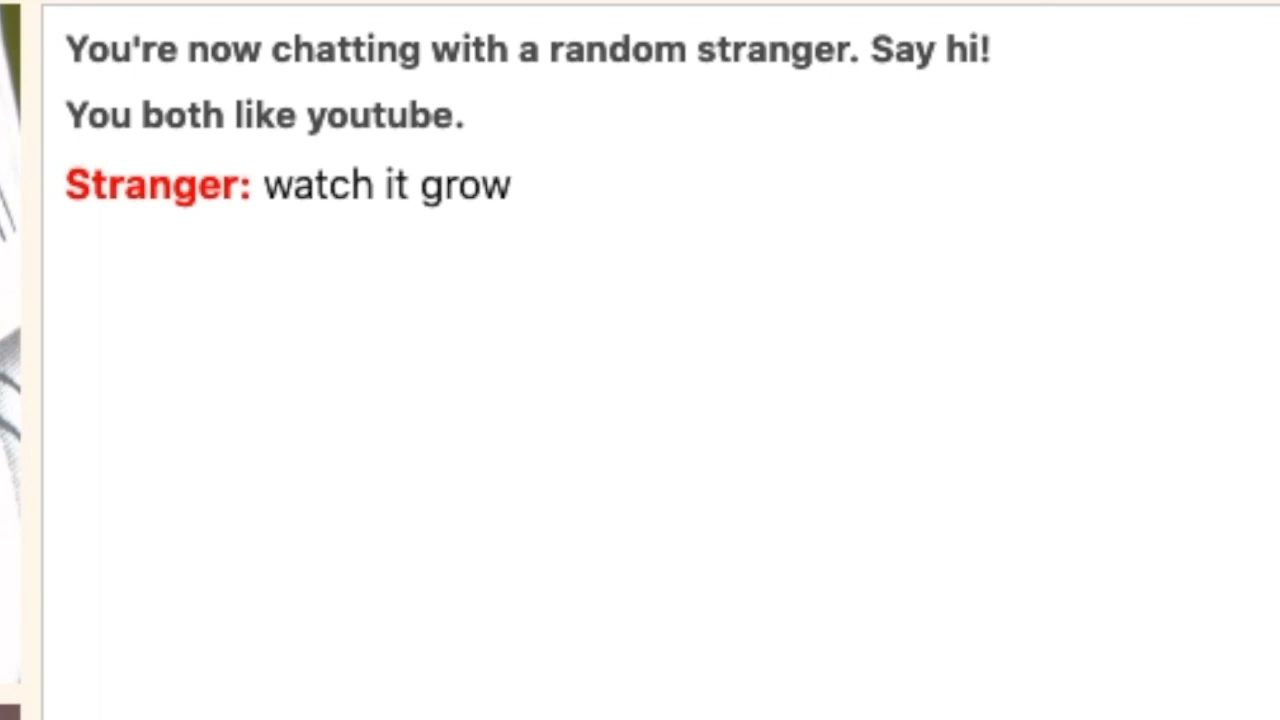 You're now chatting with a random stranger. Say hi!
You both like youtube.
Stranger: watch it grow